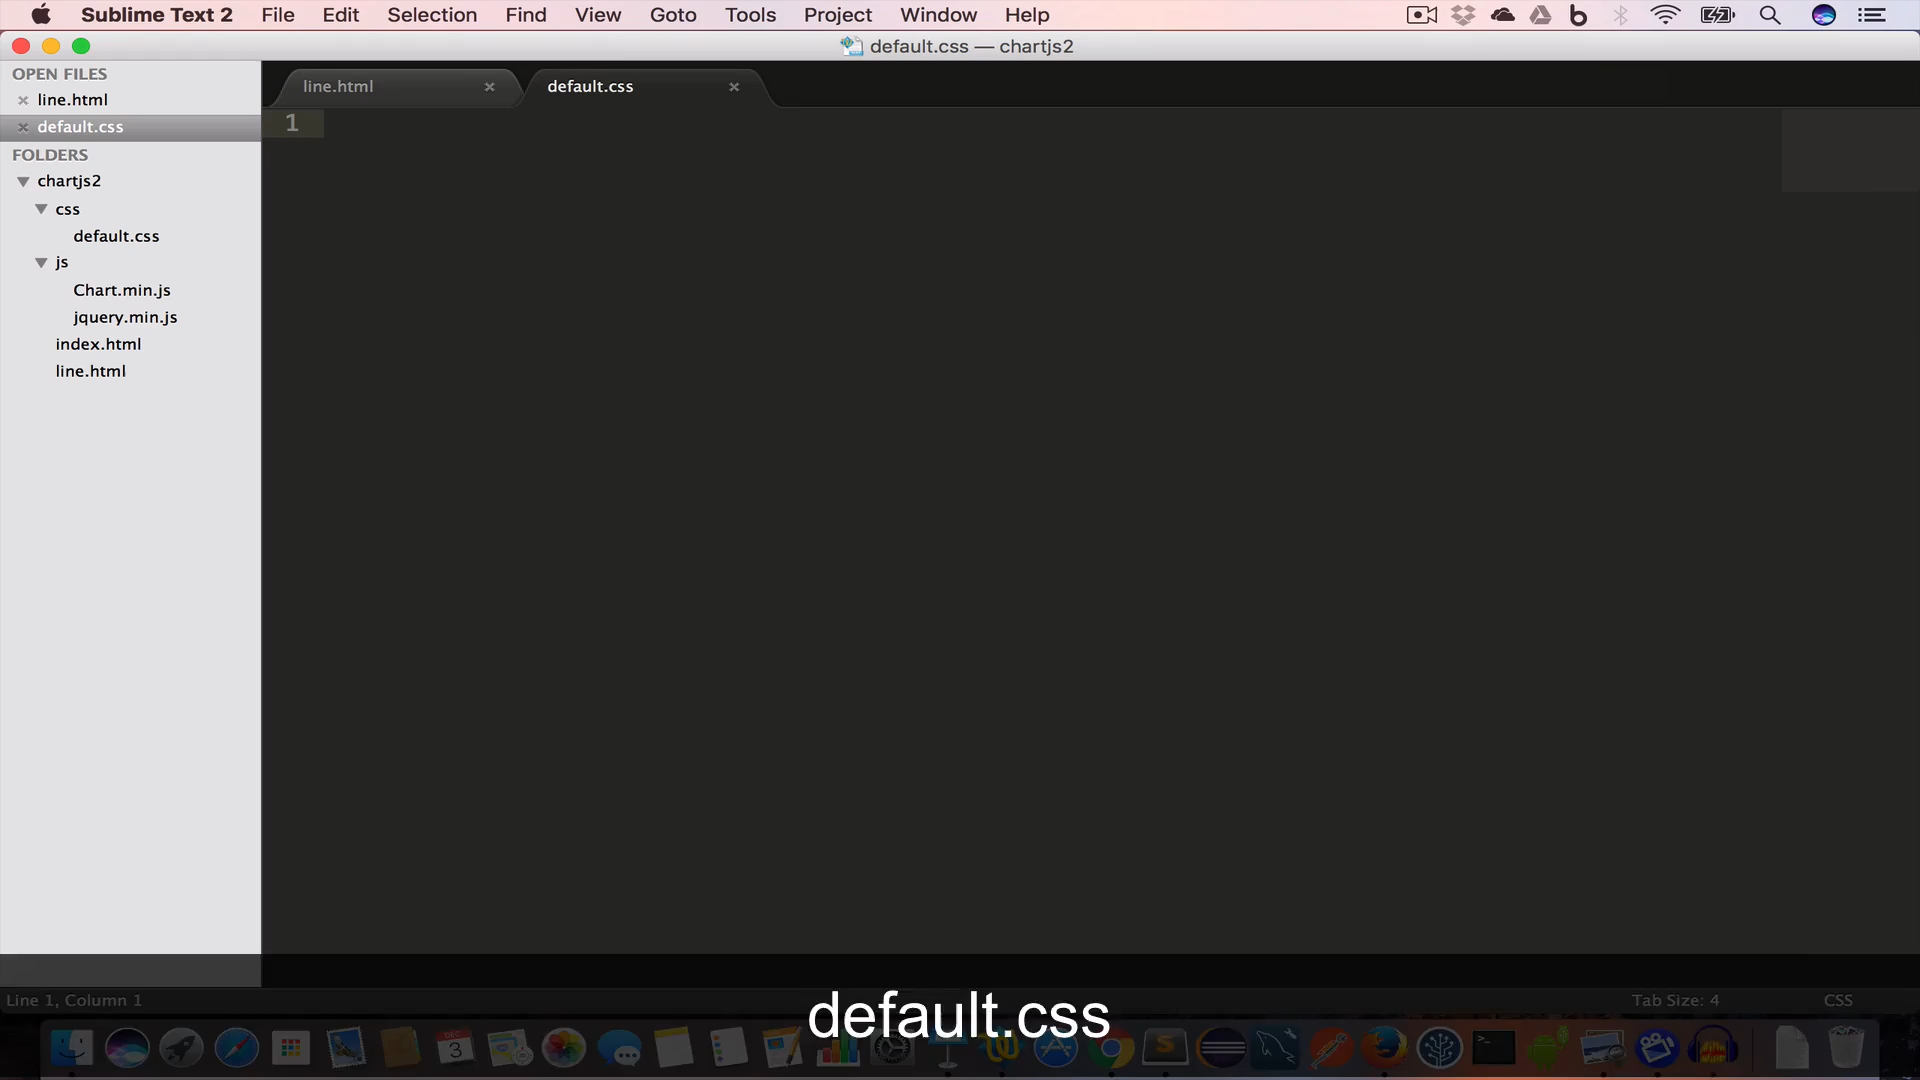 Sublime Text 2 File Edit Selection Find View Goto Tools Project Window Help
default.css — chartjs2
OPEN FILES
line.html
default.css
FOLDERS
chartjs2
css
default.css
js
Chart.min.js
jquery.min.js
index.html
line.html
line.html
default.css
1
Line 1, Column 1
Tab Size: 4
CSS
default.css
DEC
3